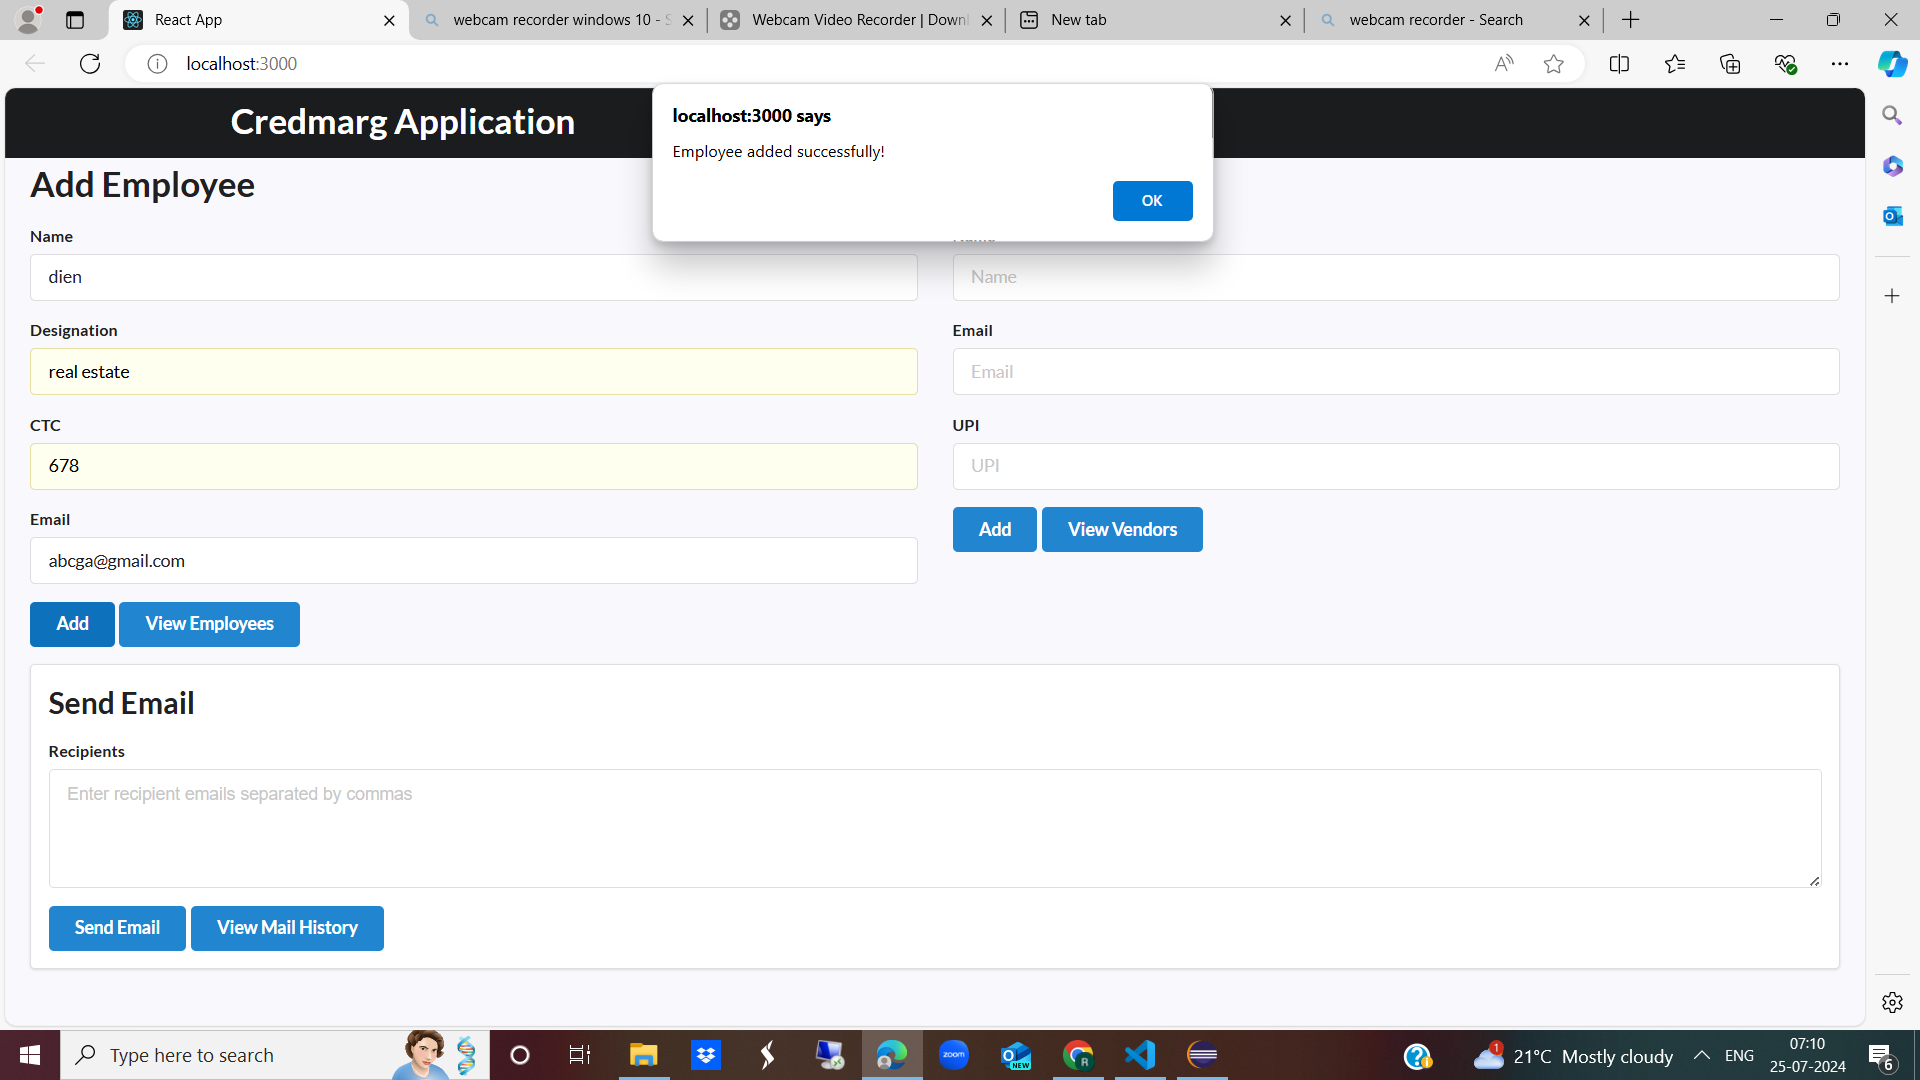 React App
webcam recorder windows 10 - S
Webcam Video Recorder | Downl
New tab
webcam recorder - Search
localhost:3000
Credmarg Application
localhost:3000 says
Employee added successfully!
OK
Add Employee
Name
dien
Designation
real estate
CTC
678
Email
abcga@gmail.com
Add
View Employees
Name
Email
Email
UPI
UPI
Add
View Vendors
Send Email
Recipients
Enter recipient emails separated by commas
Send Email
View Mail History
Type here to search
zoom
NEW
R
1
21°C Mostly cloudy
ENG
07:10
25-07-2024
6